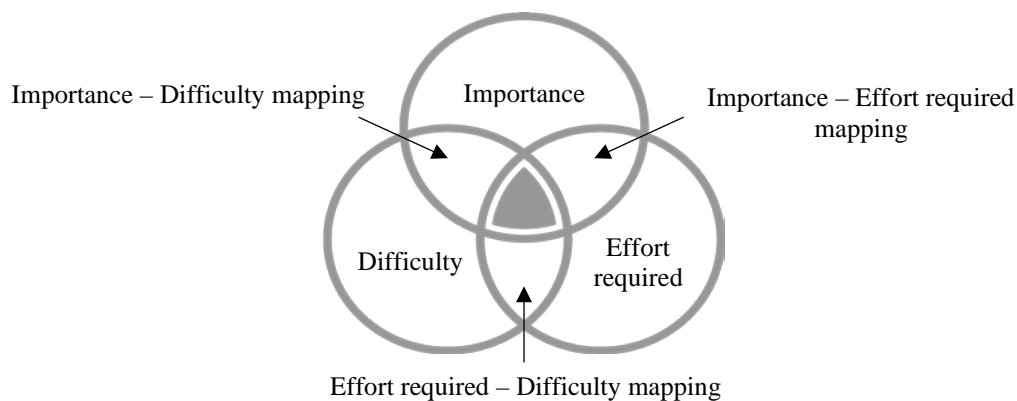 Importance
Importance – Difficulty mapping
Importance – Effort required
mapping
Difficulty
Effort
required
Effort required – Difficulty mapping